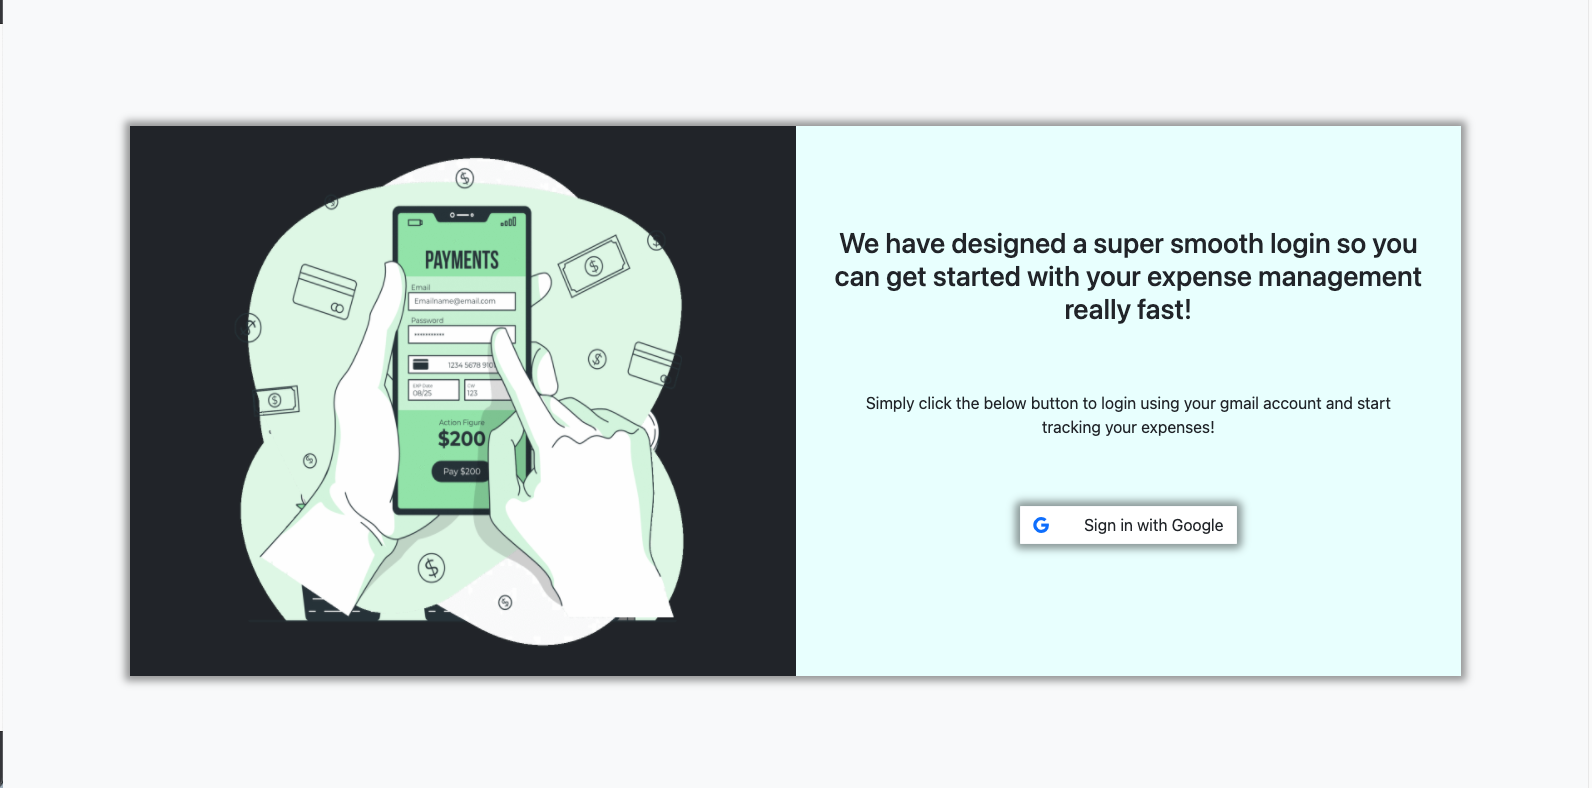 PAYMENTS
Email
Emailname@email.com
Password
***********
1234 5678 910
EXP Date
08/25
CVV
123
Action Figure
$200
Pay $200
We have designed a super smooth login so you
can get started with your expense management
really fast!
Simply click the below button to login using your gmail account and start
tracking your expenses!
Sign in with Google